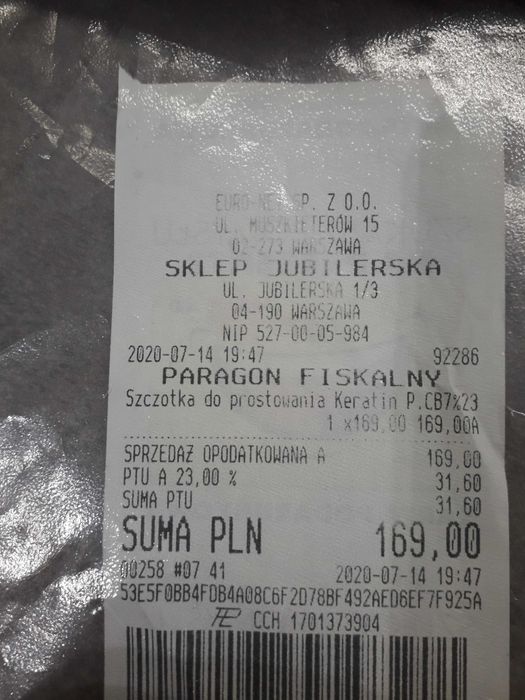 EURO-NET SP. Z O.O.
UL. MUSZKIETERÓW 15
02-273 WARSZAWA
SKLEP JUBILERSKA
UL. JUBILERSKA 1/3
04-190 WARSZAWA
NIP 527-00-05-984
2020-07-14 19:47 92286
PARAGON FISKALNY
Szczotka do prostowania Keratin P.CB7%23
1 x169,00 169,00A
SPRZEDAŻ OPODATKOWANA A 169,00
PTU A 23,00 % 31,60
SUMA PTU 31,60
SUMA PLN 169,00
00258 #07 41 2020-07-14 19:47
53E5F0BB4FDB4A08C6F2D78BF492AED6EF7F925A
CCH 1701373904